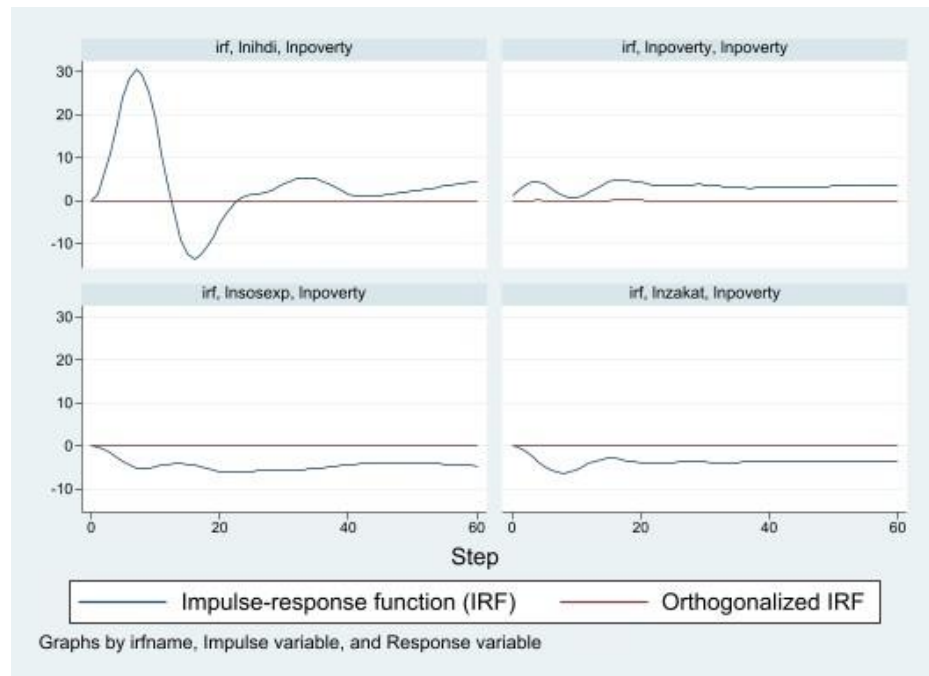 irf, lnihdi, lnpoverty
irf, lnpoverty, lnpoverty
30
20
10
0
-10
irf, lnsosexp, lnpoverty
irf, lnzakat, lnpoverty
30
20
10
0
-10
0 20 40 60
0 20 40 60
Step
Impulse-response function (IRF) Orthogonalized IRF
Graphs by irfname, Impulse variable, and Response variable